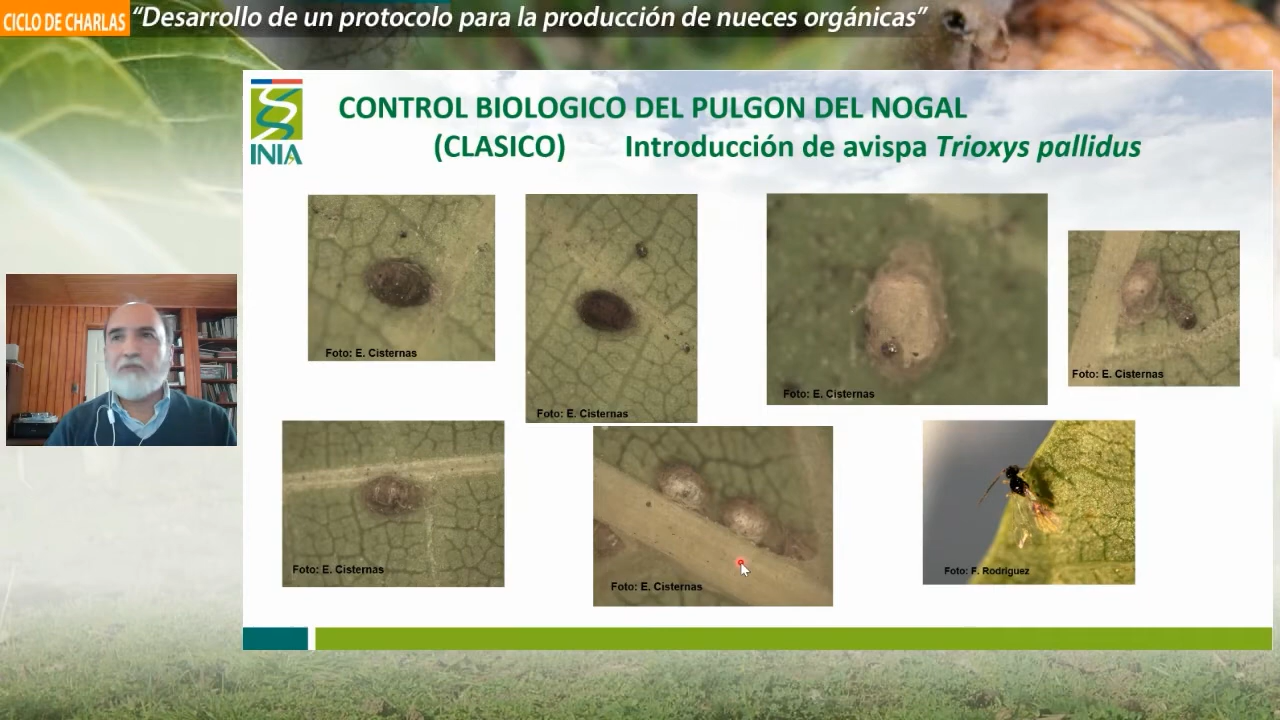 CICLO DE CHARLAS “Desarrollo de un protocolo para la producción de nueces orgánicas”
INIA
CONTROL BIOLOGICO DEL PULGON DEL NOGAL
(CLASICO) Introducción de avispa Trioxys pallidus
Foto: E. Cisternas
Foto: E. Cisternas
Foto: E. Cisternas
Foto: E. Cisternas
Foto: E. Cisternas
Foto: E. Cisternas
Foto: F. Rodriguez